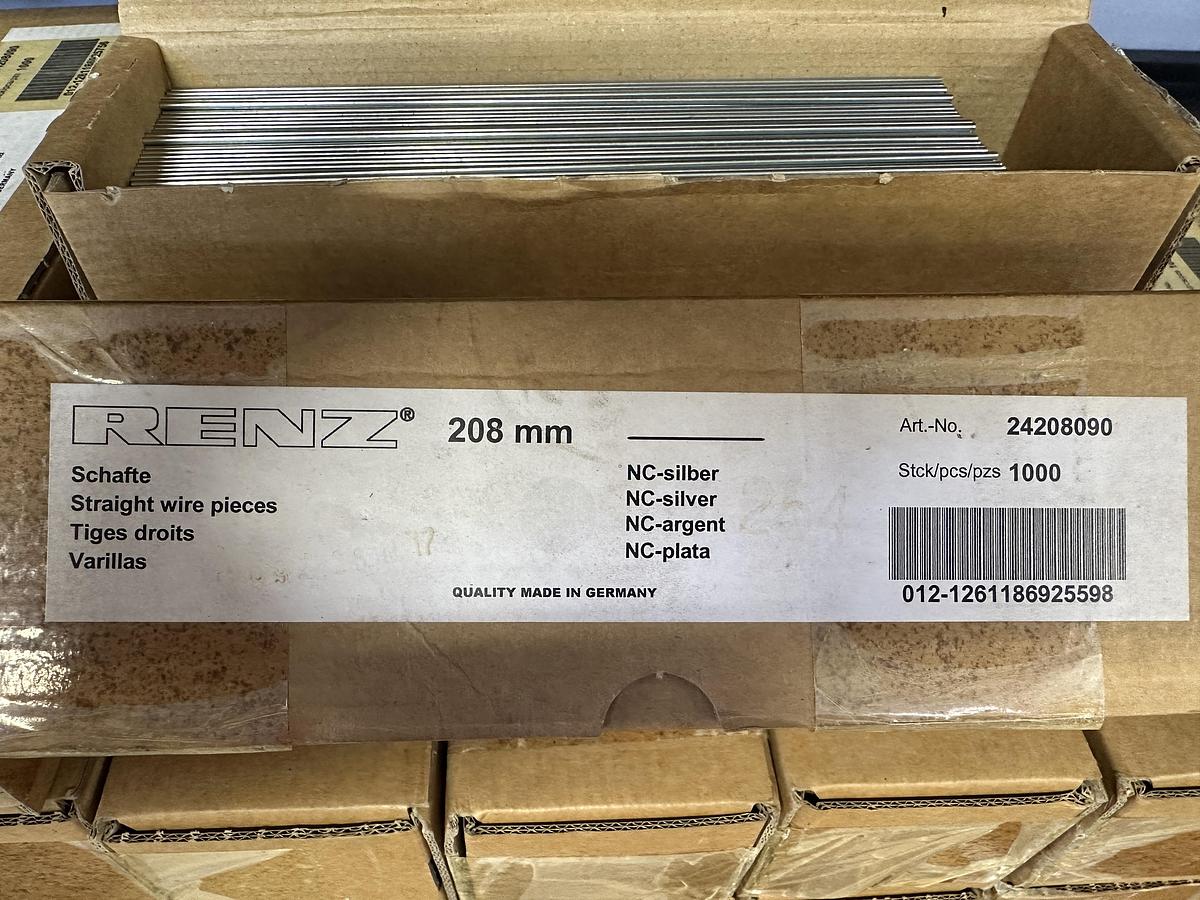 RENZ®
208 mm
Schafte
Straight wire pieces
Tiges droits
Varillas
NC-silber
NC-silver
NC-argent
NC-plata
QUALITY MADE IN GERMANY
Art.-No. 24208090
Stck/pcs/pzs 1000
012-1261186925598